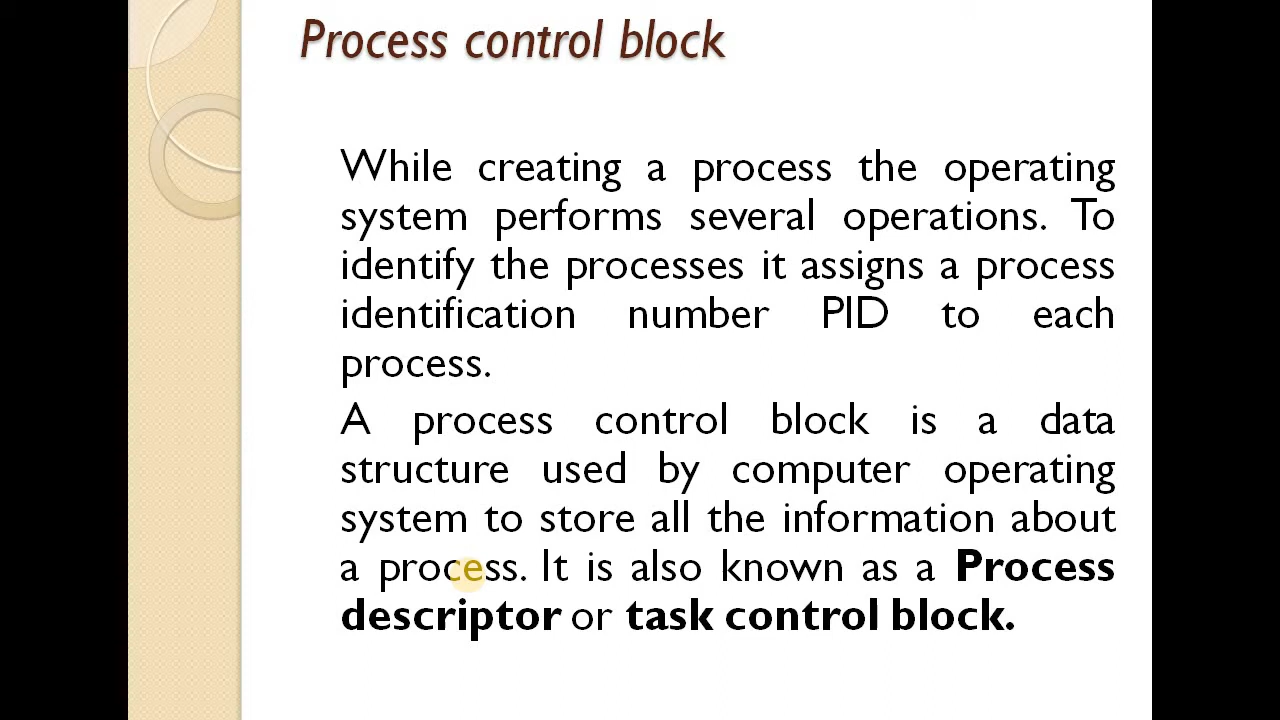 Process control block
While creating a process the operating
system performs several operations. To
identify the processes it assigns a process
identification number PID to each
process.
A process control block is a data
structure used by computer operating
system to store all the information about
a process. It is also known as a Process
descriptor or task control block.